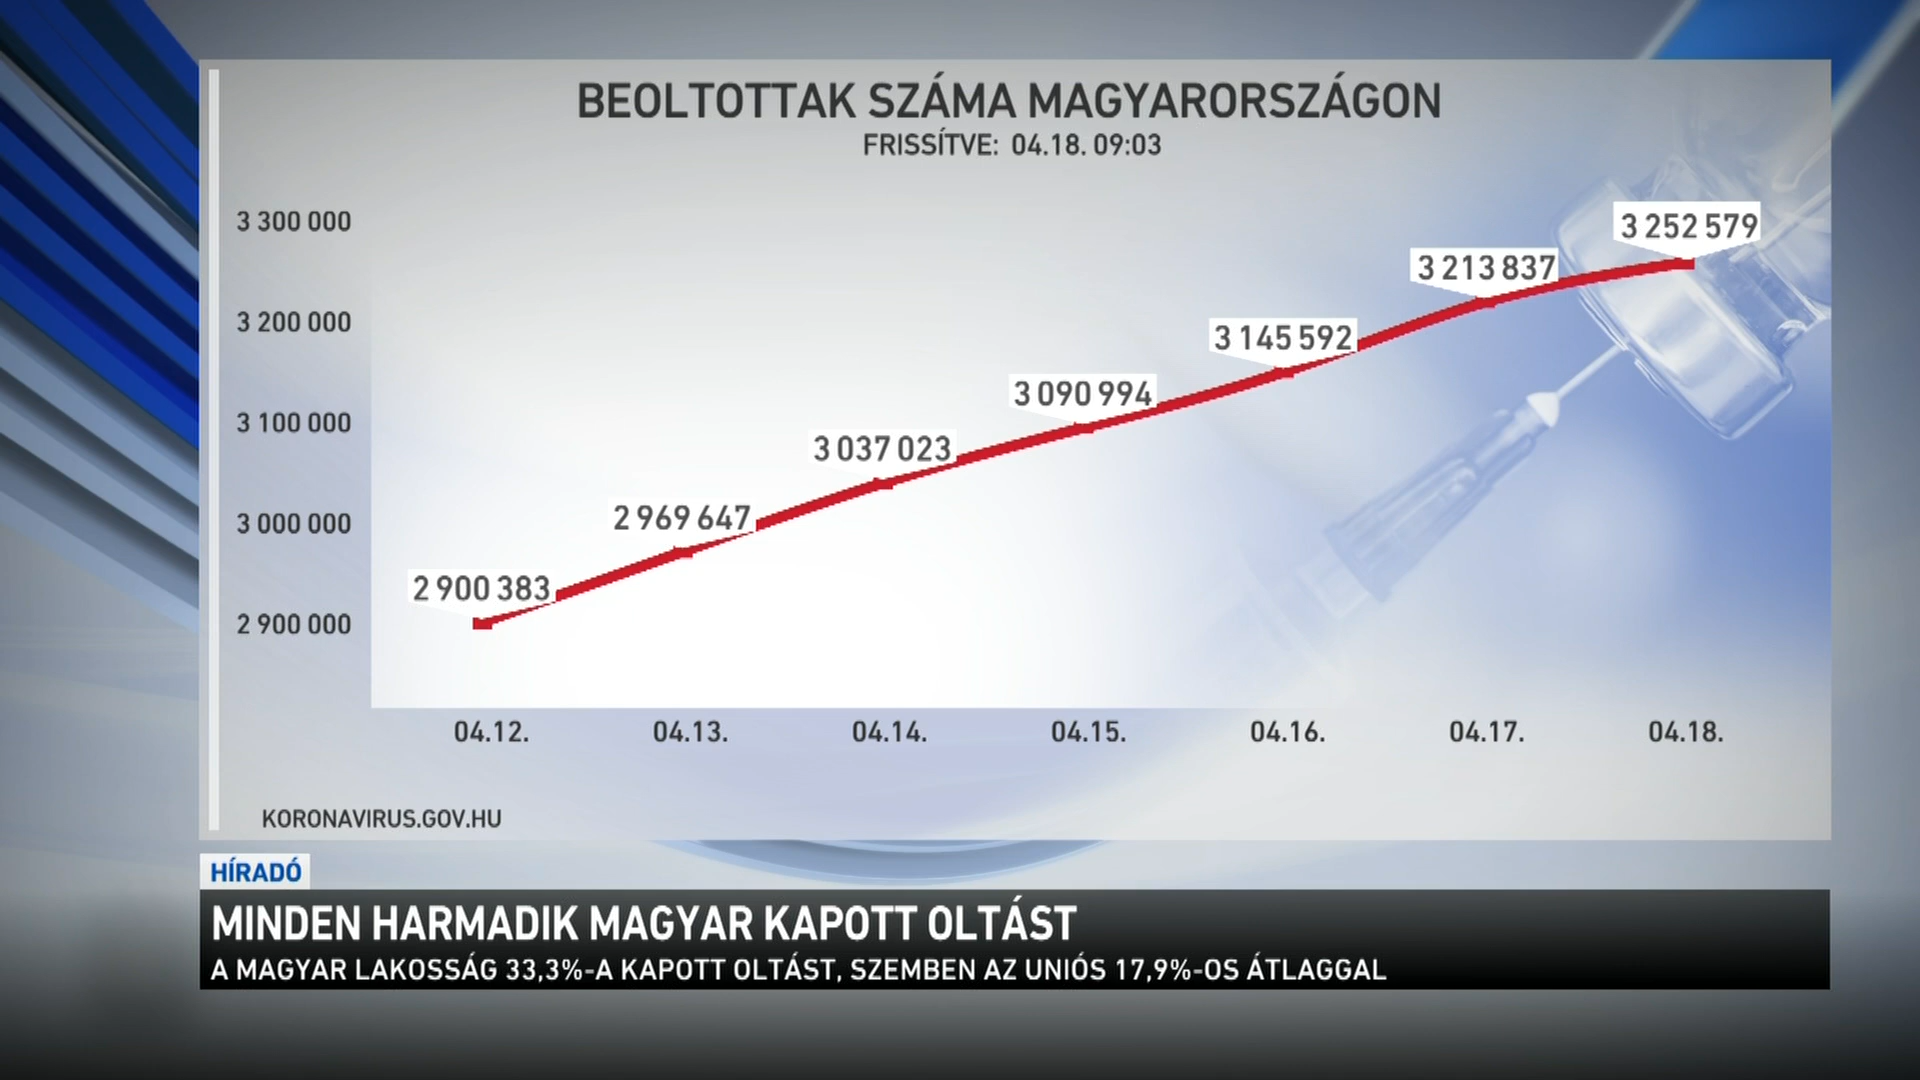 BEOLTOTTAK SZÁMA MAGYARORSZÁGON
FRISSÍTVE: 04.18. 09:03
3 300 000
3 200 000
3 100 000
3 000 000
2 900 000
2 900 383
2 969 647
3 037 023
3 090 994
3 145 592
3 213 837
3 252 579
04.12. 04.13. 04.14. 04.15. 04.16. 04.17. 04.18.
KORONAVIRUS.GOV.HU
HÍRADÓ
MINDEN HARMADIK MAGYAR KAPOTT OLTÁST
A MAGYAR LAKOSSÁG 33,3%-A KAPOTT OLTÁST, SZEMBEN AZ UNIÓS 17,9%-OS ÁTLAGGAL